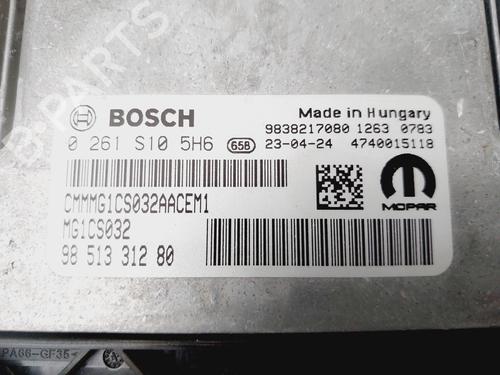 BOSCH
Made in Hungary
0 261 S10 5H6 658
9838217080 1263 0783
23-04-24 4740015118
CMMMG1CS032AACEM1
MG1CS032
98 513 312 80
MOPAR
PA66-GF35